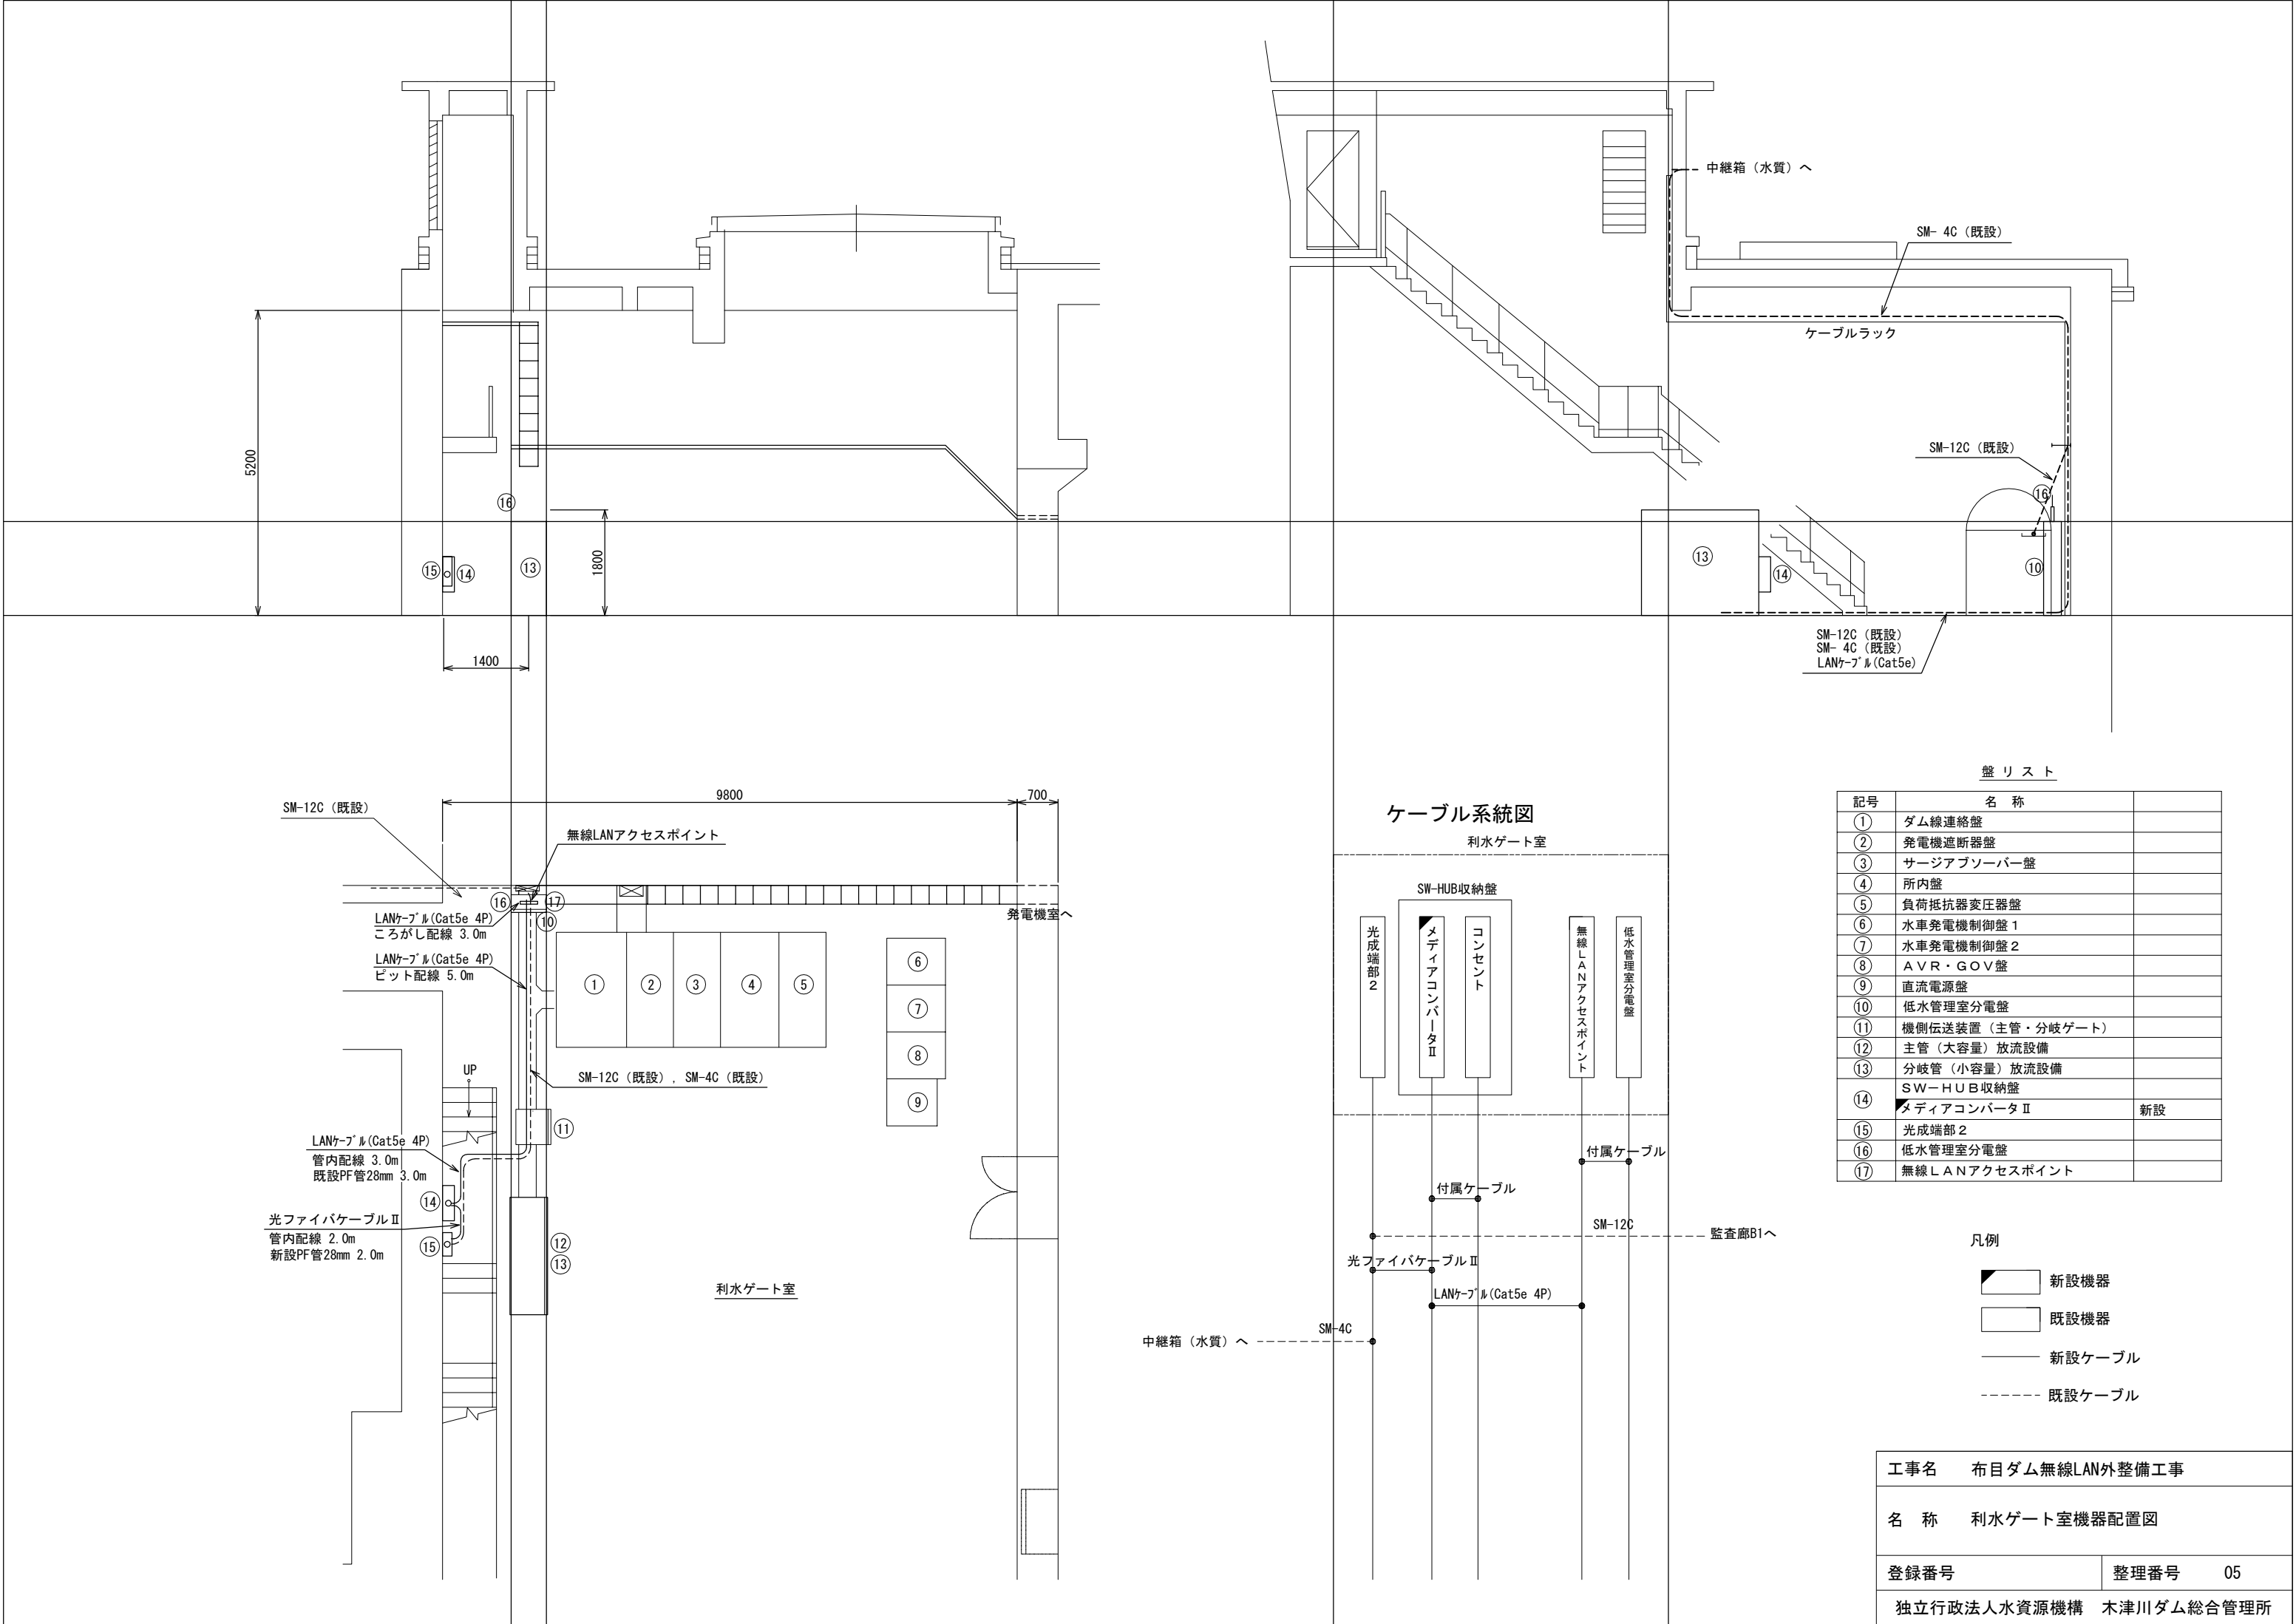 中継箱（水質）へ
SM- 4C（既設）
ケーブルラック
SM-12C（既設）
5200
1800
1400
⑯
⑮
⑭
⑬
⑬
⑭
⑯
⑩
SM-12C（既設）
SM- 4C（既設）
LANｹｰﾌﾞﾙ(Cat5e)
9800
700
SM-12C（既設）
無線LANアクセスポイント
⑯
⑰
⑩
発電機室へ
LANｹｰﾌﾞﾙ(Cat5e 4P)
ころがし配線 3.0m
LANｹｰﾌﾞﾙ(Cat5e 4P)
ピット配線 5.0m
①
②
③
④
⑤
⑥
⑦
⑧
⑨
UP
SM-12C（既設）, SM-4C（既設）
⑪
LANｹｰﾌﾞﾙ(Cat5e 4P)
管内配線 3.0m
既設PF管28mm 3.0m
⑭
光ファイバケーブルⅡ
管内配線 2.0m
新設PF管28mm 2.0m
⑮
⑫
⑬
利水ゲート室
ケーブル系統図
利水ゲート室
SW-HUB収納盤
光成端部２
メディアコンバータⅡ
コンセント
無線ＬＡＮアクセスポイント
低水管理室分電盤
付属ケーブル
付属ケーブル
SM-12C
監査廊B1へ
光ファイバケーブルⅡ
LANｹｰﾌﾞﾙ(Cat5e 4P)
SM-4C
中継箱（水質）へ
盤 リ ス ト
記号 名 称
① ダム線連絡盤
② 発電機遮断器盤
③ サージアブソーバー盤
④ 所内盤
⑤ 負荷抵抗器変圧器盤
⑥ 水車発電機制御盤１
⑦ 水車発電機制御盤２
⑧ ＡＶＲ・ＧＯＶ盤
⑨ 直流電源盤
⑩ 低水管理室分電盤
⑪ 機側伝送装置（主管・分岐ゲート）
⑫ 主管（大容量）放流設備
⑬ 分岐管（小容量）放流設備
⑭ ＳＷ－ＨＵＢ収納盤
メディアコンバータⅡ 新設
⑮ 光成端部２
⑯ 低水管理室分電盤
⑰ 無線ＬＡＮアクセスポイント
凡例
新設機器
既設機器
新設ケーブル
既設ケーブル
工事名 布目ダム無線LAN外整備工事
名 称 利水ゲート室機器配置図
登録番号 整理番号 05
独立行政法人水資源機構 木津川ダム総合管理所